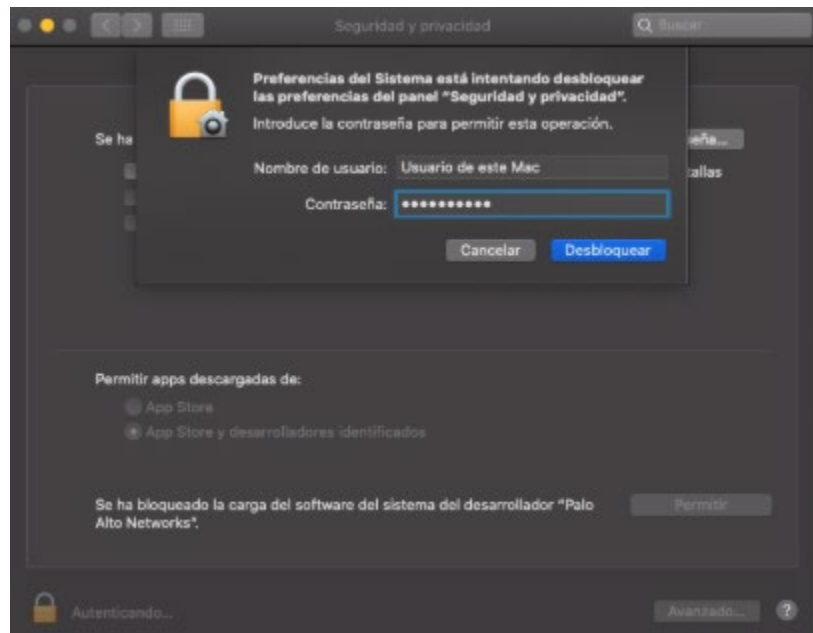 Seguridad y privacidad
Buscar
Preferencias del Sistema está intentando desbloquear
las preferencias del panel "Seguridad y privacidad".
Introduce la contraseña para permitir esta operación.
Se ha
eña...
Nombre de usuario: Usuario de este Mac
tallas
Contraseña: ••••••••••
Cancelar
Desbloquear
Permitir apps descargadas de:
App Store
App Store y desarrolladores identificados
Se ha bloqueado la carga del software del sistema del desarrollador "Palo
Alto Networks".
Permitir
Autenticando...
Avanzado...
?